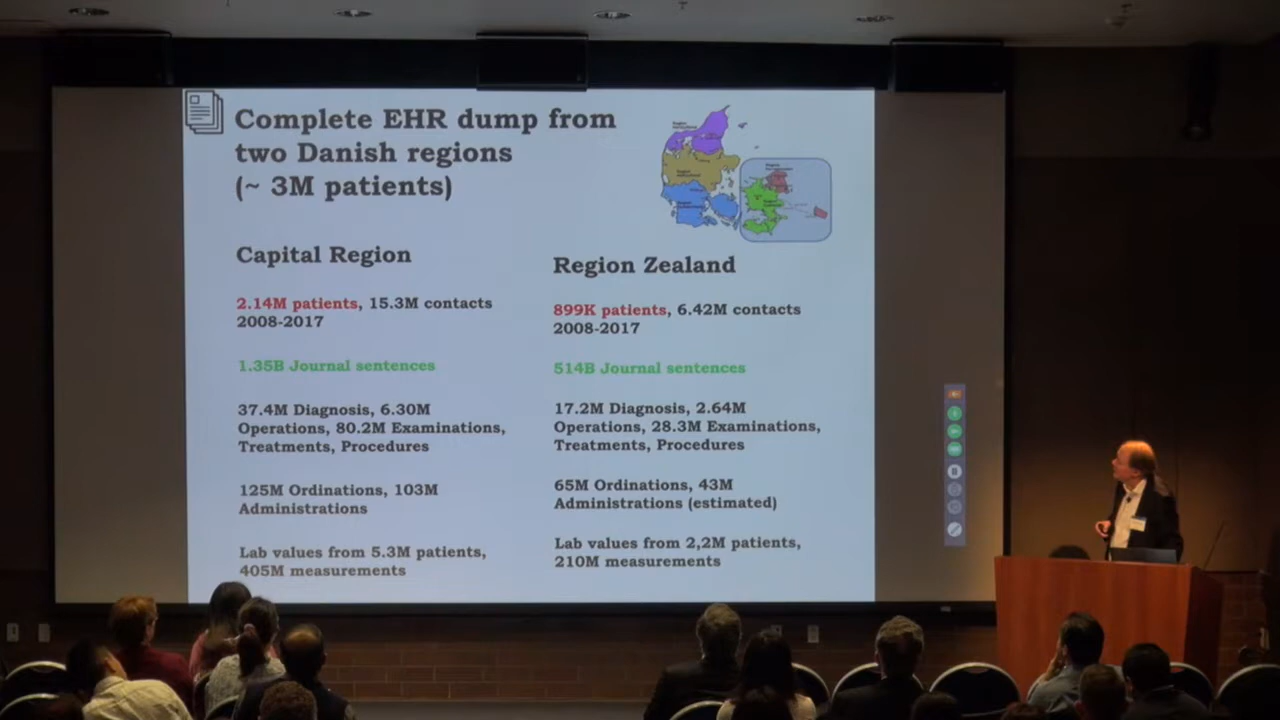 Complete EHR dump from
two Danish regions
(~ 3M patients)
Capital Region
2.14M patients, 15.3M contacts
2008-2017
1.35B Journal sentences
37.4M Diagnosis, 6.30M
Operations, 80.2M Examinations,
Treatments, Procedures
125M Ordinations, 103M
Administrations
Lab values from 5.3M patients,
405M measurements
Region Zealand
899K patients, 6.42M contacts
2008-2017
514B Journal sentences
17.2M Diagnosis, 2.64M
Operations, 28.3M Examinations,
Treatments, Procedures
65M Ordinations, 43M
Administrations (estimated)
Lab values from 2,2M patients,
210M measurements